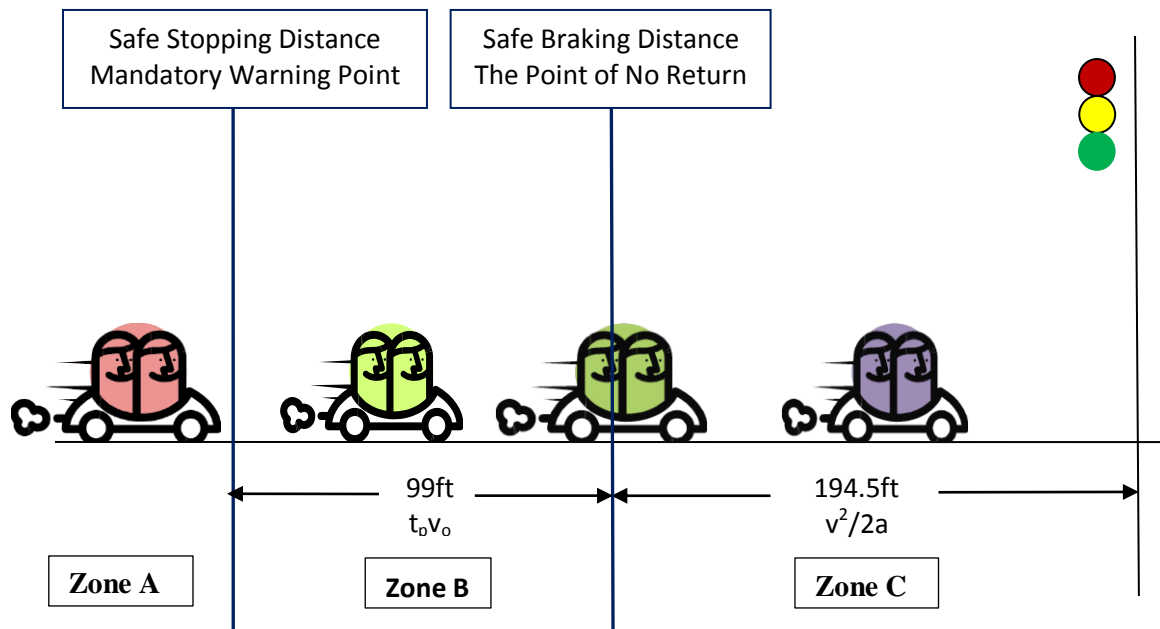 Safe Stopping Distance
Mandatory Warning Point
Safe Braking Distance
The Point of No Return
99ft
tₚvₒ
194.5ft
v²/2a
Zone A
Zone B
Zone C